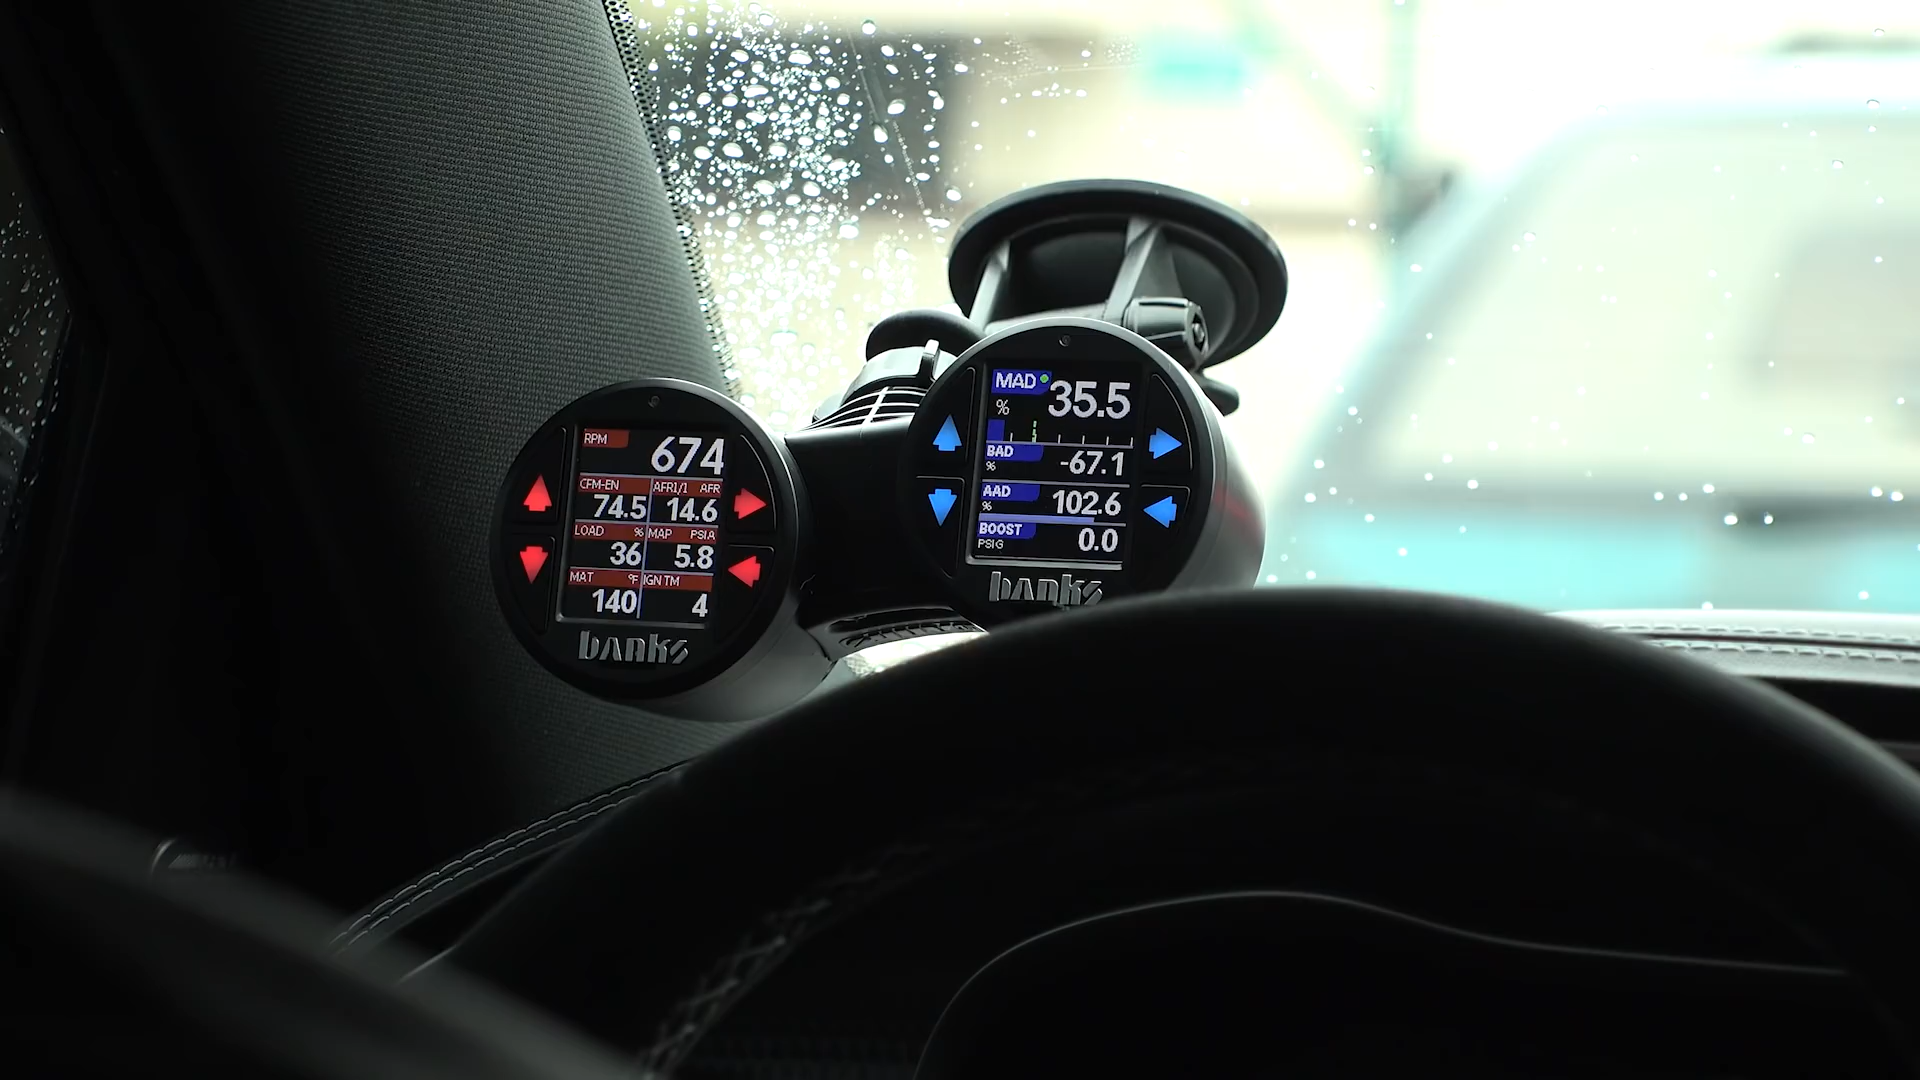 RPM
674
CFM-EN AFR1/1 AFR
74.5 14.6
LOAD % MAP PSIA
36 5.8
MAT °F IGN TM
140 4
banks
MAD
% 35.5
BAD
% -67.1
AAD
% 102.6
BOOST
PSIG 0.0
banks